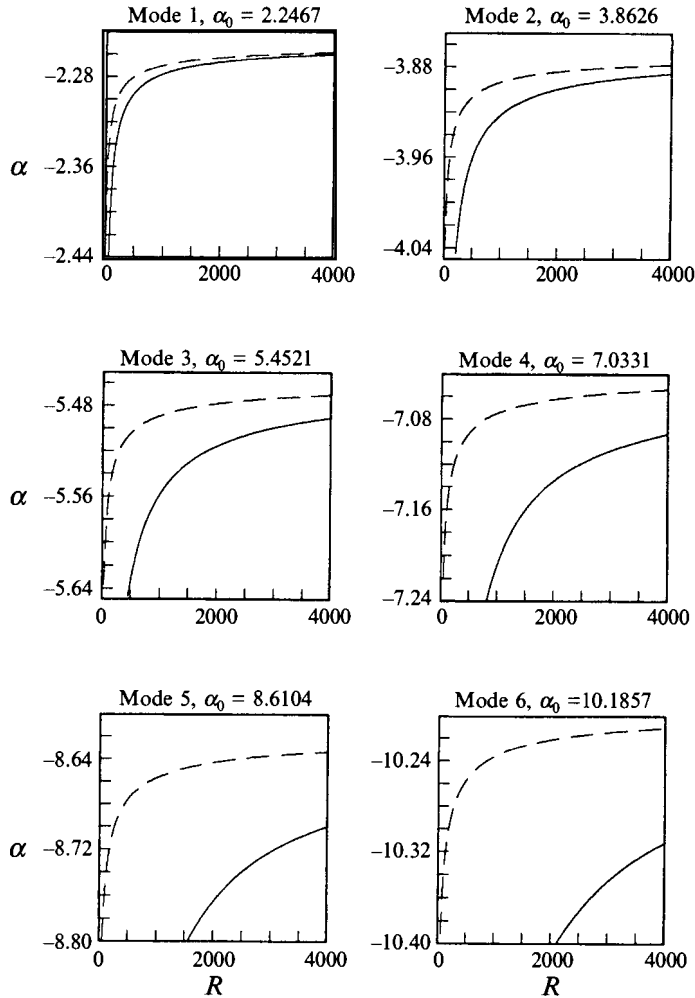 Mode 1, α₀ = 2.2467
Mode 2, α₀ = 3.8626
−2.28
−2.36
−2.44
α
0 2000 4000
−3.88
−3.96
−4.04
0 2000 4000
Mode 3, α₀ = 5.4521
Mode 4, α₀ = 7.0331
−5.48
−5.56
−5.64
α
0 2000 4000
−7.08
−7.16
−7.24
0 2000 4000
Mode 5, α₀ = 8.6104
Mode 6, α₀ =10.1857
−8.64
−8.72
−8.80
α
0 2000 4000
R
−10.24
−10.32
−10.40
0 2000 4000
R